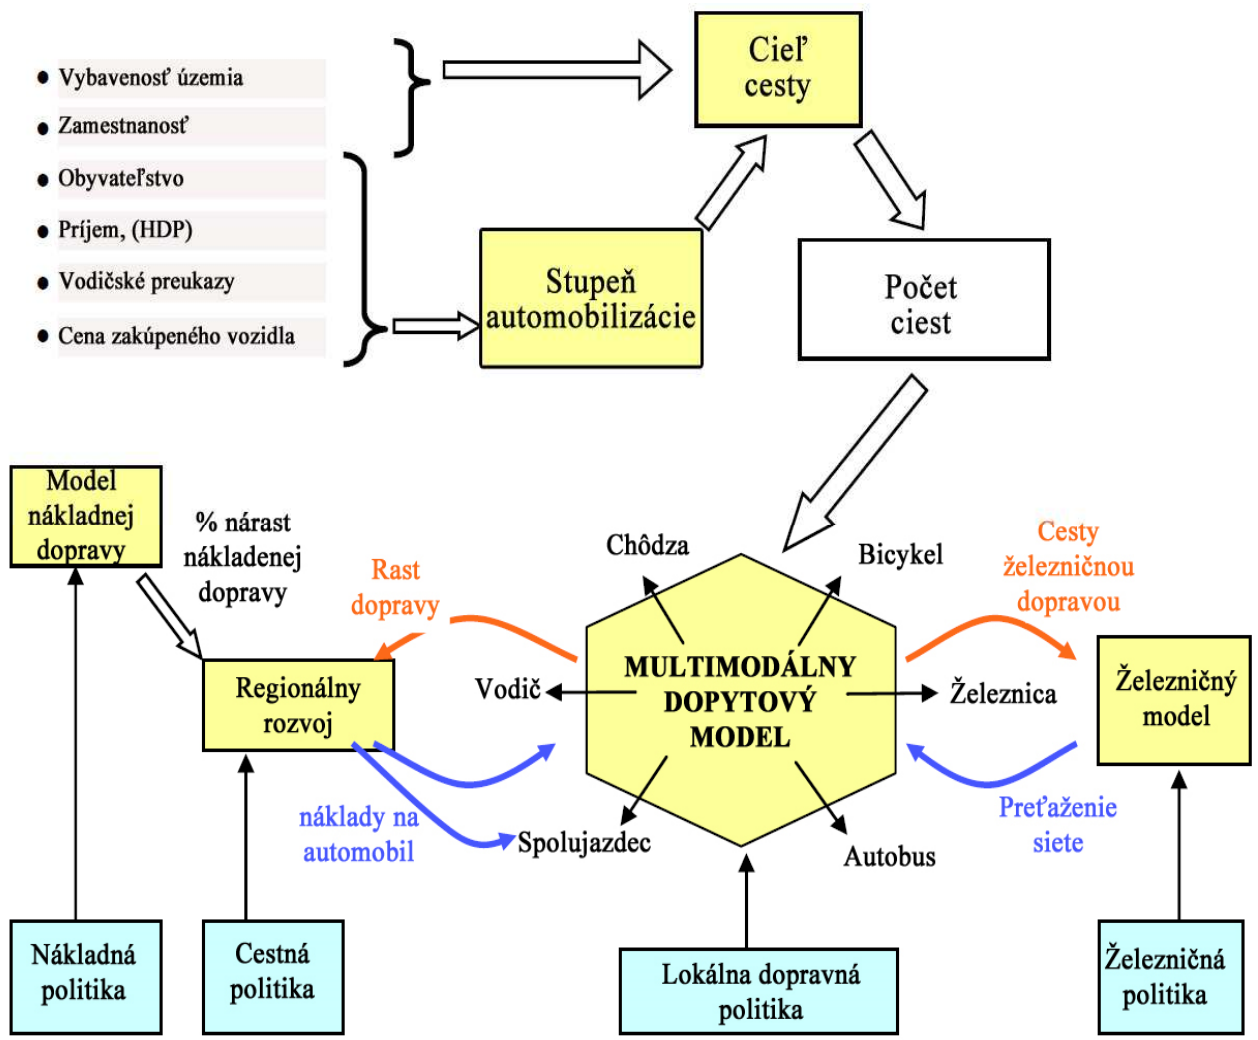 Vybavenosť územia
Zamestnanosť
Obyvateľstvo
Príjem, (HDP)
Vodičské preukazy
Cena zakúpeného vozidla
Cieľ
cesty
Stupeň
automobilizácie
Počet
ciest
Model
nákladnej
dopravy
% nárast
nákladenej
dopravy
Rast
dopravy
Chôdza
Bicykel
Cesty
železničnou
dopravou
Regionálny
rozvoj
Vodič
MULTIMODÁLNY
DOPYTOVÝ
MODEL
Železnica
Železničný
model
náklady na
automobil
Spolujazdec
Autobus
Preťaženie
siete
Nákladná
politika
Cestná
politika
Lokálna dopravná
politika
Železničná
politika